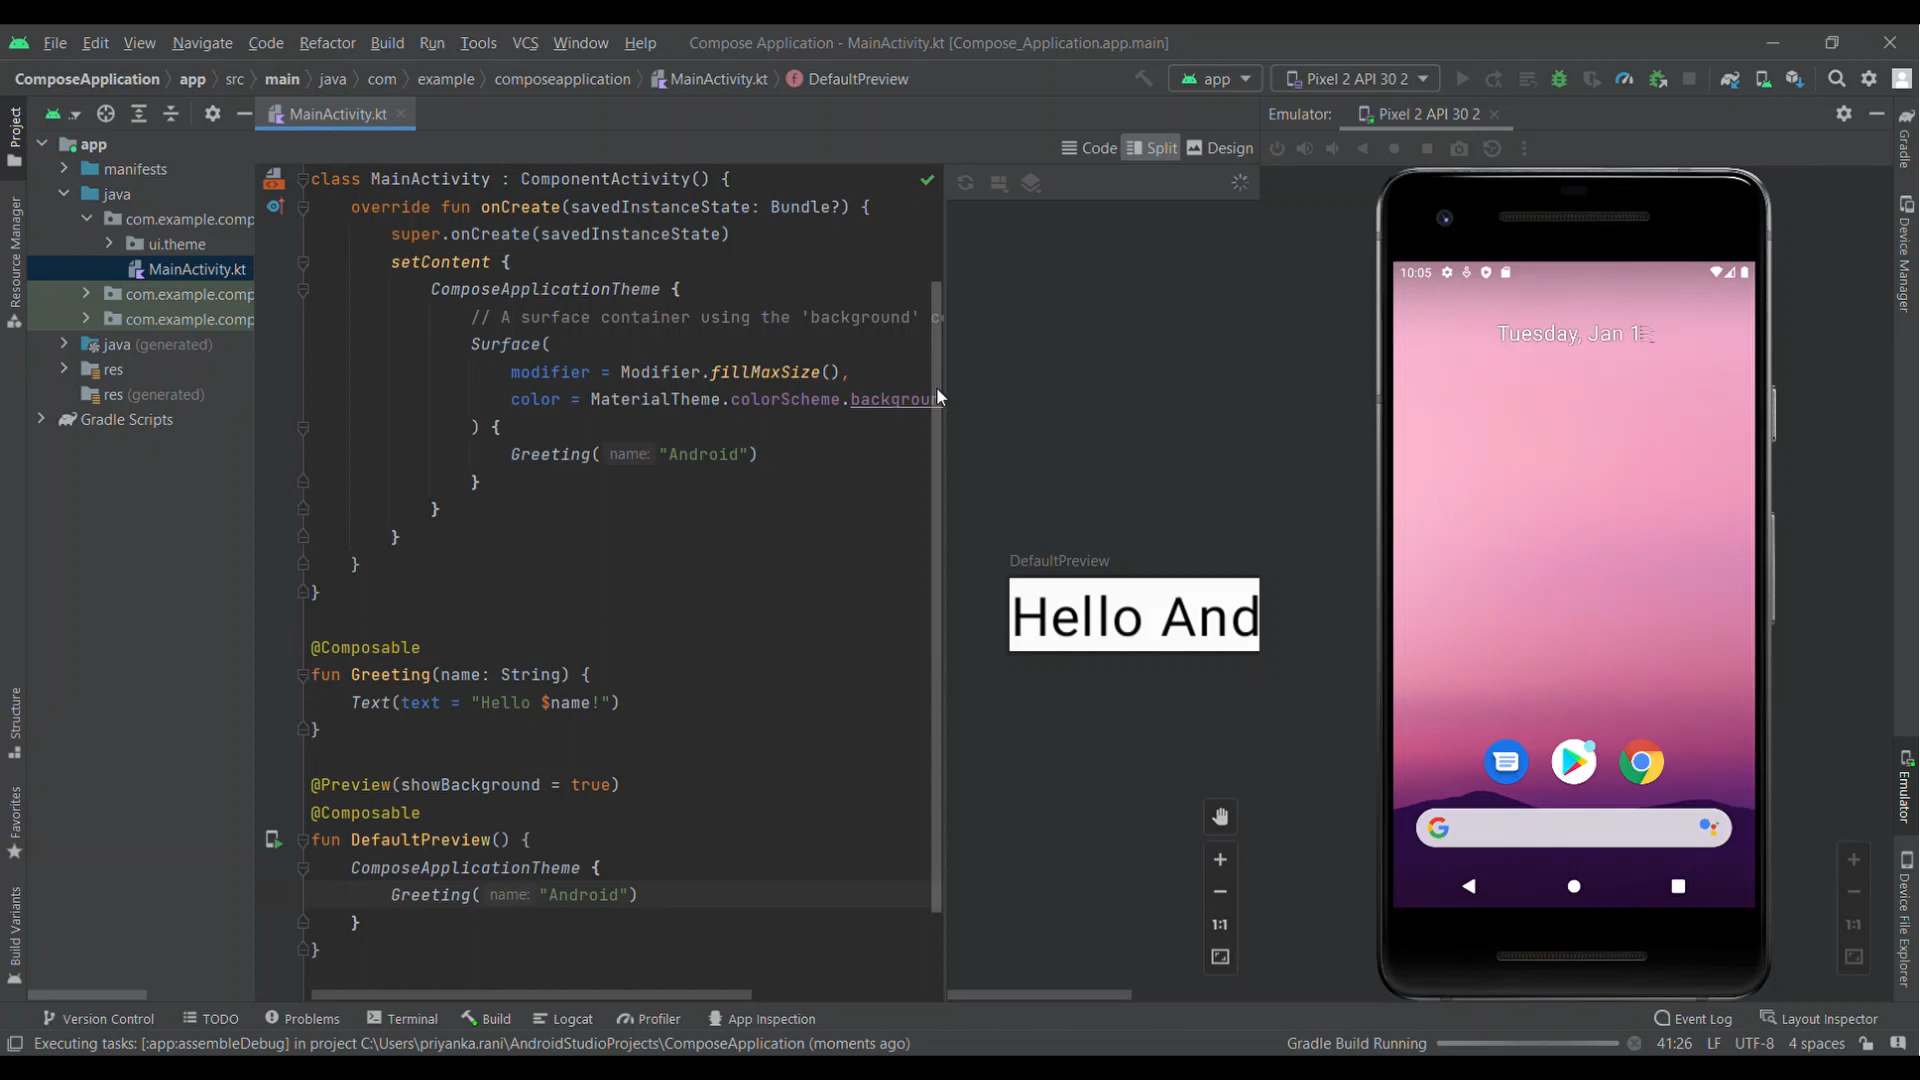 File Edit View Navigate Code Refactor Build Run Tools VCS Window Help Compose Application - MainActivity.kt [Compose_Application.app.main]
ComposeApplication app src main java com example composeapplication MainActivity.kt DefaultPreview app Pixel 2 API 30 2
MainActivity.kt
Emulator: Pixel 2 API 30 2
Code Split Design
Project
Resource Manager
Structure
Favorites
Build Variants
app
manifests
java
com.example.comp
ui.theme
MainActivity.kt
com.example.comp
com.example.comp
java (generated)
res
res (generated)
Gradle Scripts
class MainActivity : ComponentActivity() {
override fun onCreate(savedInstanceState: Bundle?) {
super.onCreate(savedInstanceState)
setContent {
ComposeApplicationTheme {
// A surface container using the 'background' c
Surface(
modifier = Modifier.fillMaxSize(),
color = MaterialTheme.colorScheme.backgroun
) {
Greeting( name: "Android")
}
}
}
}
}
@Composable
fun Greeting(name: String) {
Text(text = "Hello $name!")
}
@Preview(showBackground = true)
@Composable
fun DefaultPreview() {
ComposeApplicationTheme {
Greeting( name: "Android")
}
}
DefaultPreview
Hello And
1:1
10:05
Tuesday, Jan 1
1:1
Gradle
Device Manager
Emulator
Device File Explorer
Version Control TODO Problems Terminal Build Logcat Profiler App Inspection Event Log Layout Inspector
Executing tasks: [:app:assembleDebug] in project C:\Users\priyanka.rani\AndroidStudioProjects\ComposeApplication (moments ago) Gradle Build Running 41:26 LF UTF-8 4 spaces